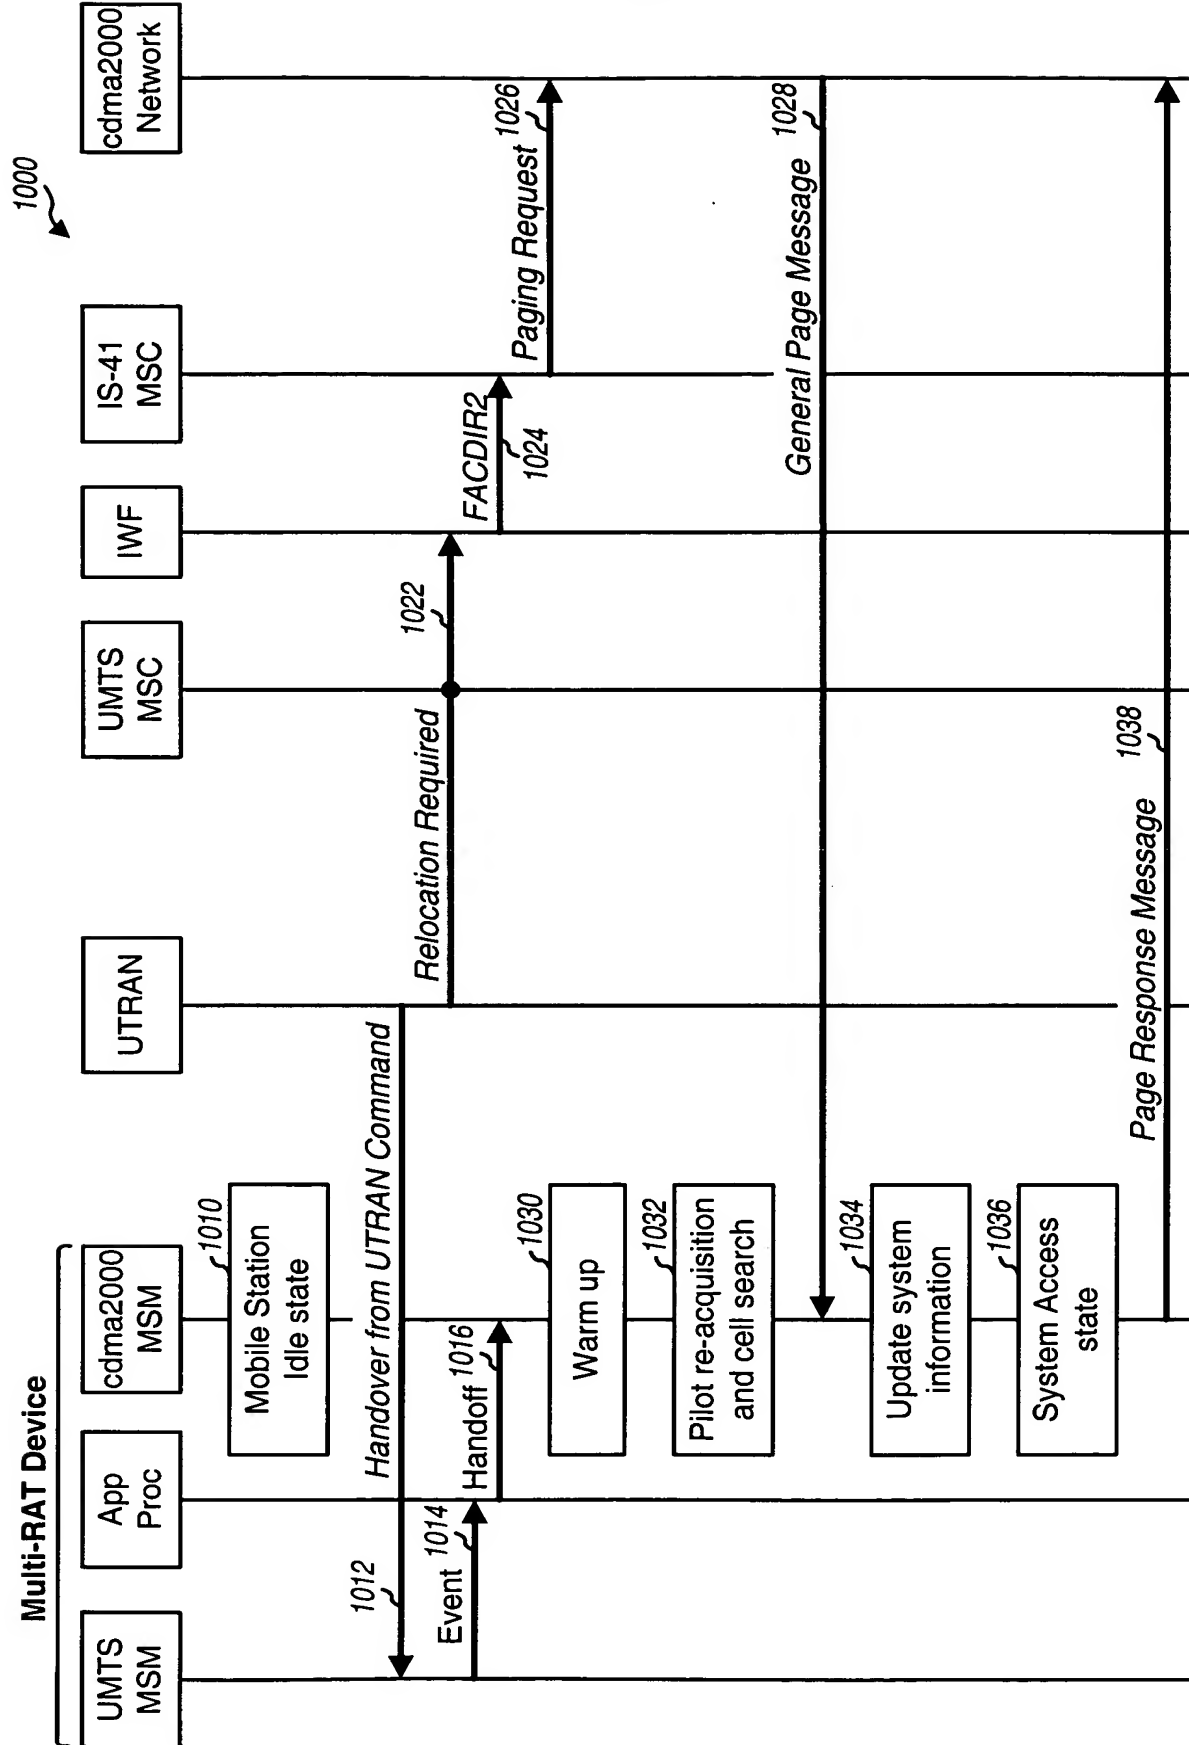 1000
Multi-RAT Device
UMTS
MSM
App
Proc
cdma2000
MSM
UTRAN
UMTS
MSC
IWF
IS-41
MSC
cdma2000
Network
1010
Mobile Station
Idle state
1012
Handover from UTRAN Command
Relocation Required
1022
Event
1014
Handoff
1016
FACDIR2
1024
Paging Request
1026
1030
Warm up
1032
Pilot re-acquisition
and cell search
General Page Message
1028
1034
Update system
information
1036
System Access
state
Page Response Message
1038